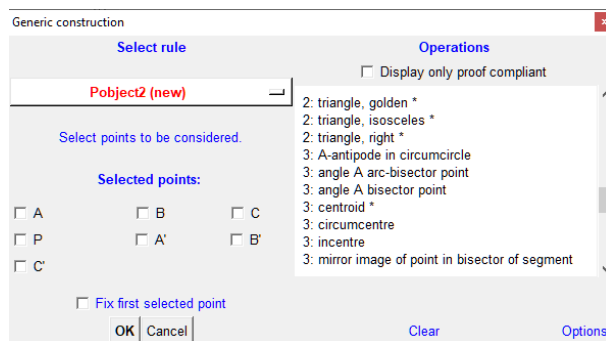 Generic construction
x
Select rule
Pobject2 (new)
Select points to be considered.
Selected points:
A B C
P A' B'
C'
Fix first selected point
OK Cancel
Operations
Display only proof compliant
2: triangle, golden *
2: triangle, isosceles *
2: triangle, right *
3: A-antipode in circumcircle
3: angle A arc-bisector point
3: angle A bisector point
3: centroid *
3: circumcentre
3: incentre
3: mirror image of point in bisector of segment
Clear Options